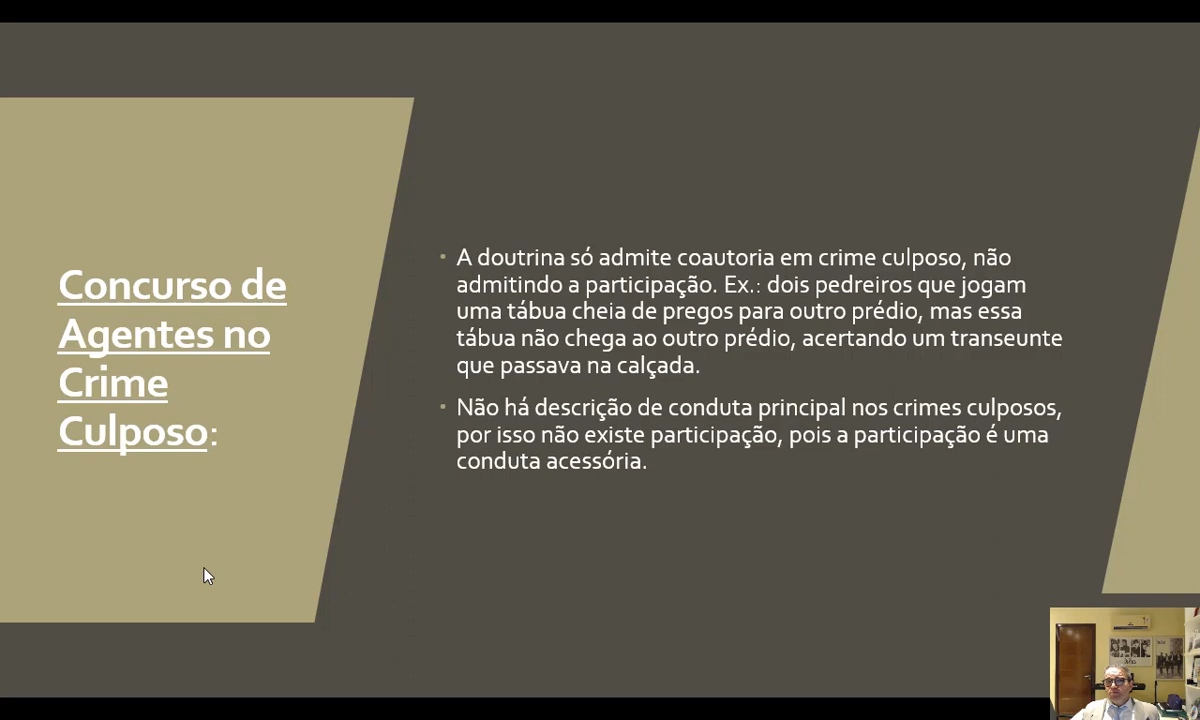 Concurso de
Agentes no
Crime
Culposo:
• A doutrina só admite coautoria em crime culposo, não
admitindo a participação. Ex.: dois pedreiros que jogam
uma tábua cheia de pregos para outro prédio, mas essa
tábua não chega ao outro prédio, acertando um transeunte
que passava na calçada.
• Não há descrição de conduta principal nos crimes culposos,
por isso não existe participação, pois a participação é uma
conduta acessória.